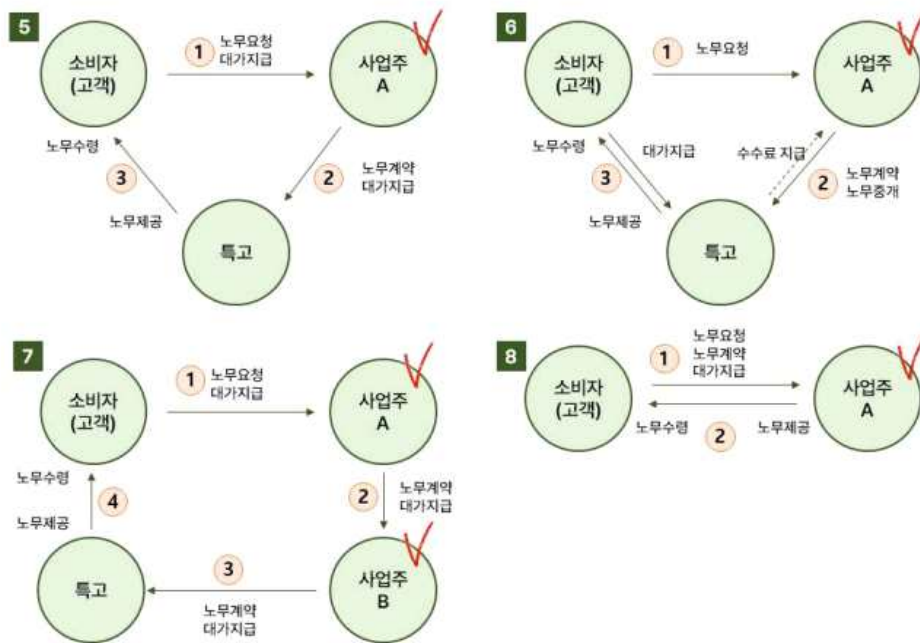 5
소비자
(고객)
1
노무요청
대가지급
사업주
A
노무수령
3
노무제공
2
노무계약
대가지급
특고
6
소비자
(고객)
1
노무요청
사업주
A
노무수령
대가지급
수수료 지급
3
노무제공
2
노무계약
노무중개
특고
7
소비자
(고객)
1
노무요청
대가지급
사업주
A
노무수령
4
노무제공
2
노무계약
대가지급
특고
3
노무계약
대가지급
사업주
B
8
소비자
(고객)
1
노무요청
노무계약
대가지급
사업주
A
노무수령
2
노무제공